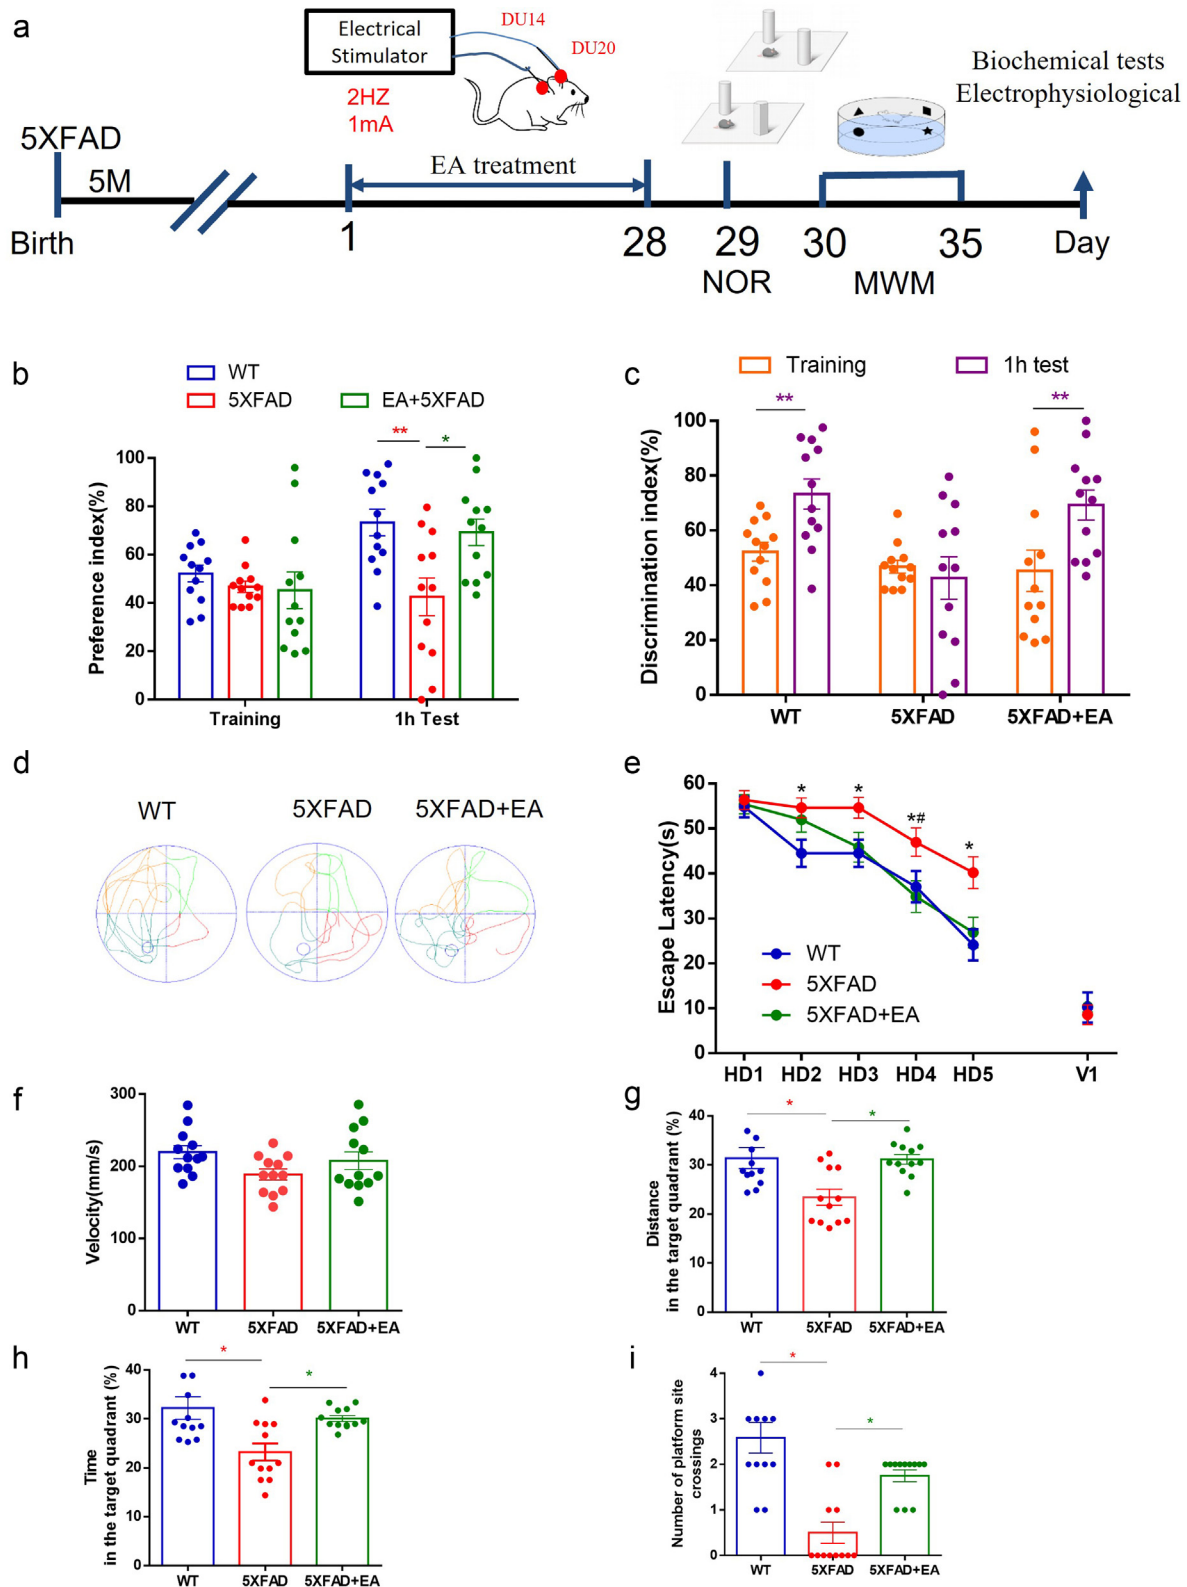 a
Electrical
Stimulator
DU14
DU20
2HZ
1mA
Biochemical tests
Electrophysiological
5XFAD
5M
EA treatment
Birth
1
28
29
30
35
Day
NOR
MWM
b
WT
5XFAD
EA+5XFAD
**
*
Preference index(%)
100
80
60
40
20
0
Training
1h Test
c
Training
1h test
**
**
Discrimination index(%)
100
80
60
40
20
0
WT
5XFAD
5XFAD+EA
d
WT
5XFAD
5XFAD+EA
e
Escape Latency(s)
60
50
40
30
20
10
0
*
*
*#
*
WT
5XFAD
5XFAD+EA
HD1
HD2
HD3
HD4
HD5
V1
f
Velocity(mm/s)
300
200
100
0
WT
5XFAD
5XFAD+EA
g
*
*
Distance
in the target quadrant (%)
40
30
20
10
0
WT
5XFAD
5XFAD+EA
h
*
*
Time
in the target quadrant (%)
40
30
20
10
0
WT
5XFAD
5XFAD+EA
i
*
*
Number of platform site
crossings
4
3
2
1
0
WT
5XFAD
5XFAD+EA